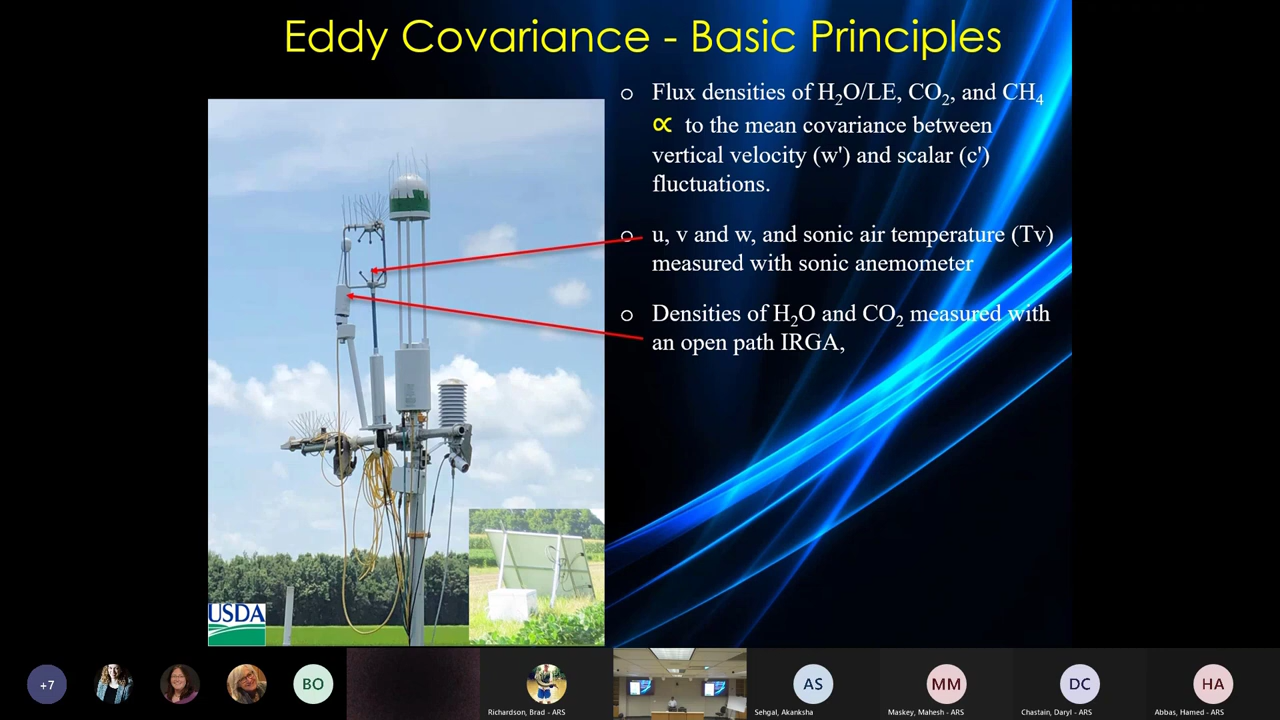 Eddy Covariance - Basic Principles
○ Flux densities of H₂O/LE, CO₂, and CH₄
∝ to the mean covariance between
vertical velocity (w') and scalar (c')
fluctuations.
○ u, v and w, and sonic air temperature (Tv)
measured with sonic anemometer
○ Densities of H₂O and CO₂ measured with
an open path IRGA,
USDA
+7
BO
Richardson, Brad - ARS
AS
Sehgal, Akanksha
MM
Maskey, Mahesh - ARS
DC
Chastain, Daryl - ARS
HA
Abbas, Hamed - ARS